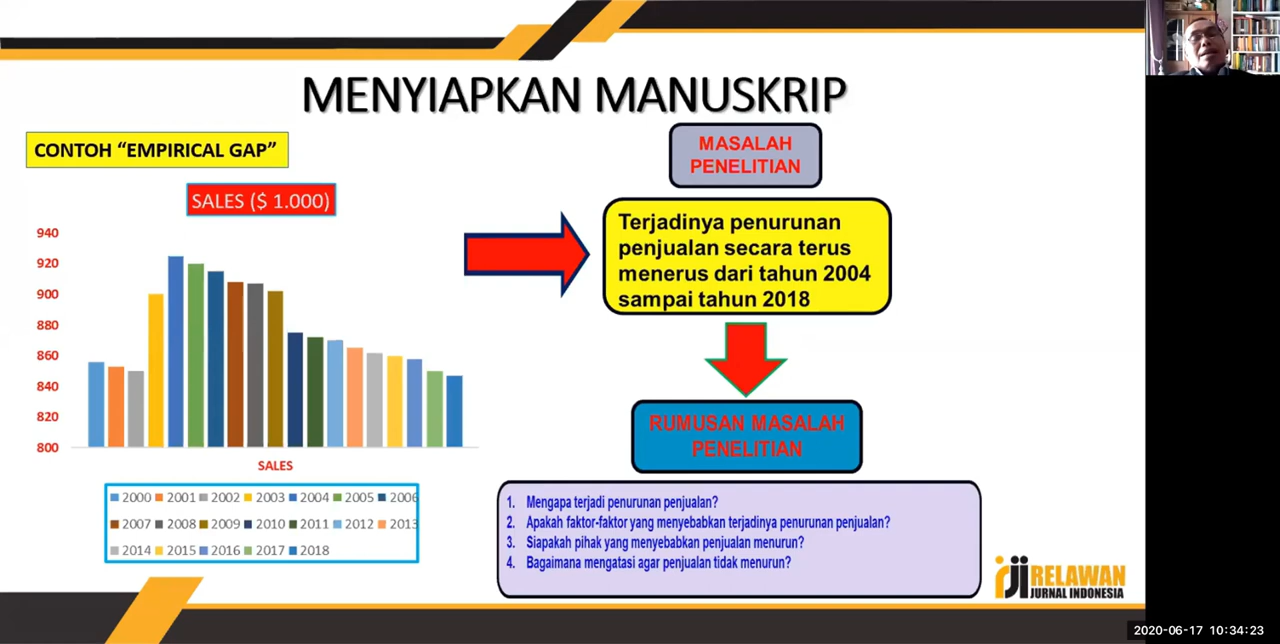 MENYIAPKAN MANUSKRIP
CONTOH “EMPIRICAL GAP”
SALES ($ 1.000)
940
920
900
880
860
840
820
800
SALES
2000 2001 2002 2003 2004 2005 2006
2007 2008 2009 2010 2011 2012 2013
2014 2015 2016 2017 2018
MASALAH
PENELITIAN
Terjadinya penurunan
penjualan secara terus
menerus dari tahun 2004
sampai tahun 2018
RUMUSAN MASALAH
PENELITIAN
1. Mengapa terjadi penurunan penjualan?
2. Apakah faktor-faktor yang menyebabkan terjadinya penurunan penjualan?
3. Siapakah pihak yang menyebabkan penjualan menurun?
4. Bagaimana mengatasi agar penjualan tidak menurun?
RELAWAN
JURNAL INDONESIA
2020-06-17 10:34:23